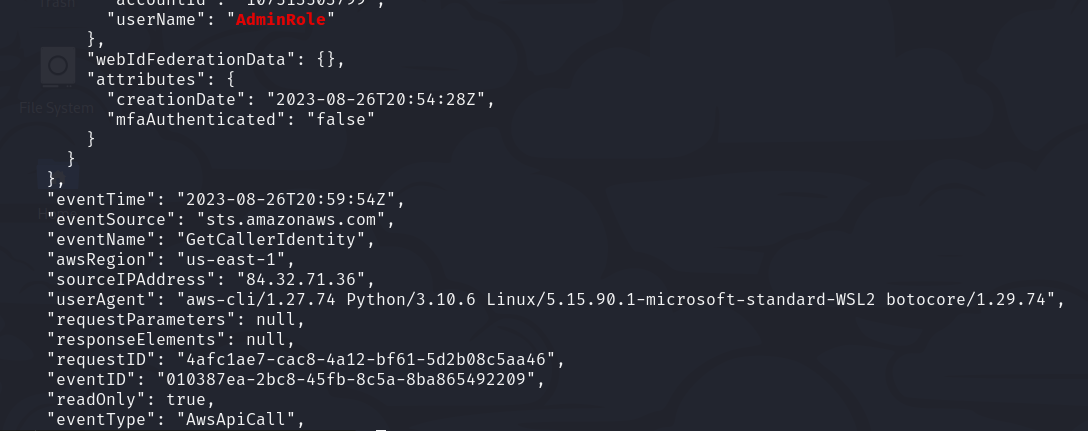 Trash
"accountId": "107513503799",
"userName": "AdminRole"
},
"webIdFederationData": {},
"attributes": {
File System
"creationDate": "2023-08-26T20:54:28Z",
"mfaAuthenticated": "false"
}
}
},
"eventTime": "2023-08-26T20:59:54Z",
"eventSource": "sts.amazonaws.com",
"eventName": "GetCallerIdentity",
"awsRegion": "us-east-1",
"sourceIPAddress": "84.32.71.36",
"userAgent": "aws-cli/1.27.74 Python/3.10.6 Linux/5.15.90.1-microsoft-standard-WSL2 botocore/1.29.74",
"requestParameters": null,
"responseElements": null,
"requestID": "4afc1ae7-cac8-4a12-bf61-5d2b08c5aa46",
"eventID": "010387ea-2bc8-45fb-8c5a-8ba865492209",
"readOnly": true,
"eventType": "AwsApiCall",